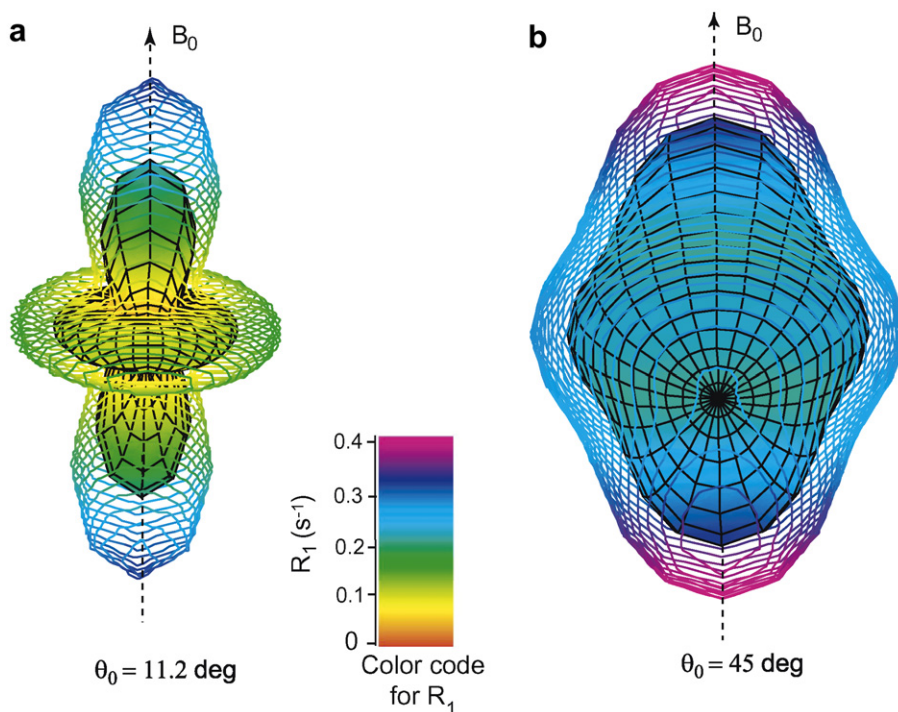 a
B₀
b
B₀
0.4
0.3
0.2
0.1
0
R₁ (s⁻¹)
Color code
for R₁
θ₀ = 11.2 deg
θ₀ = 45 deg